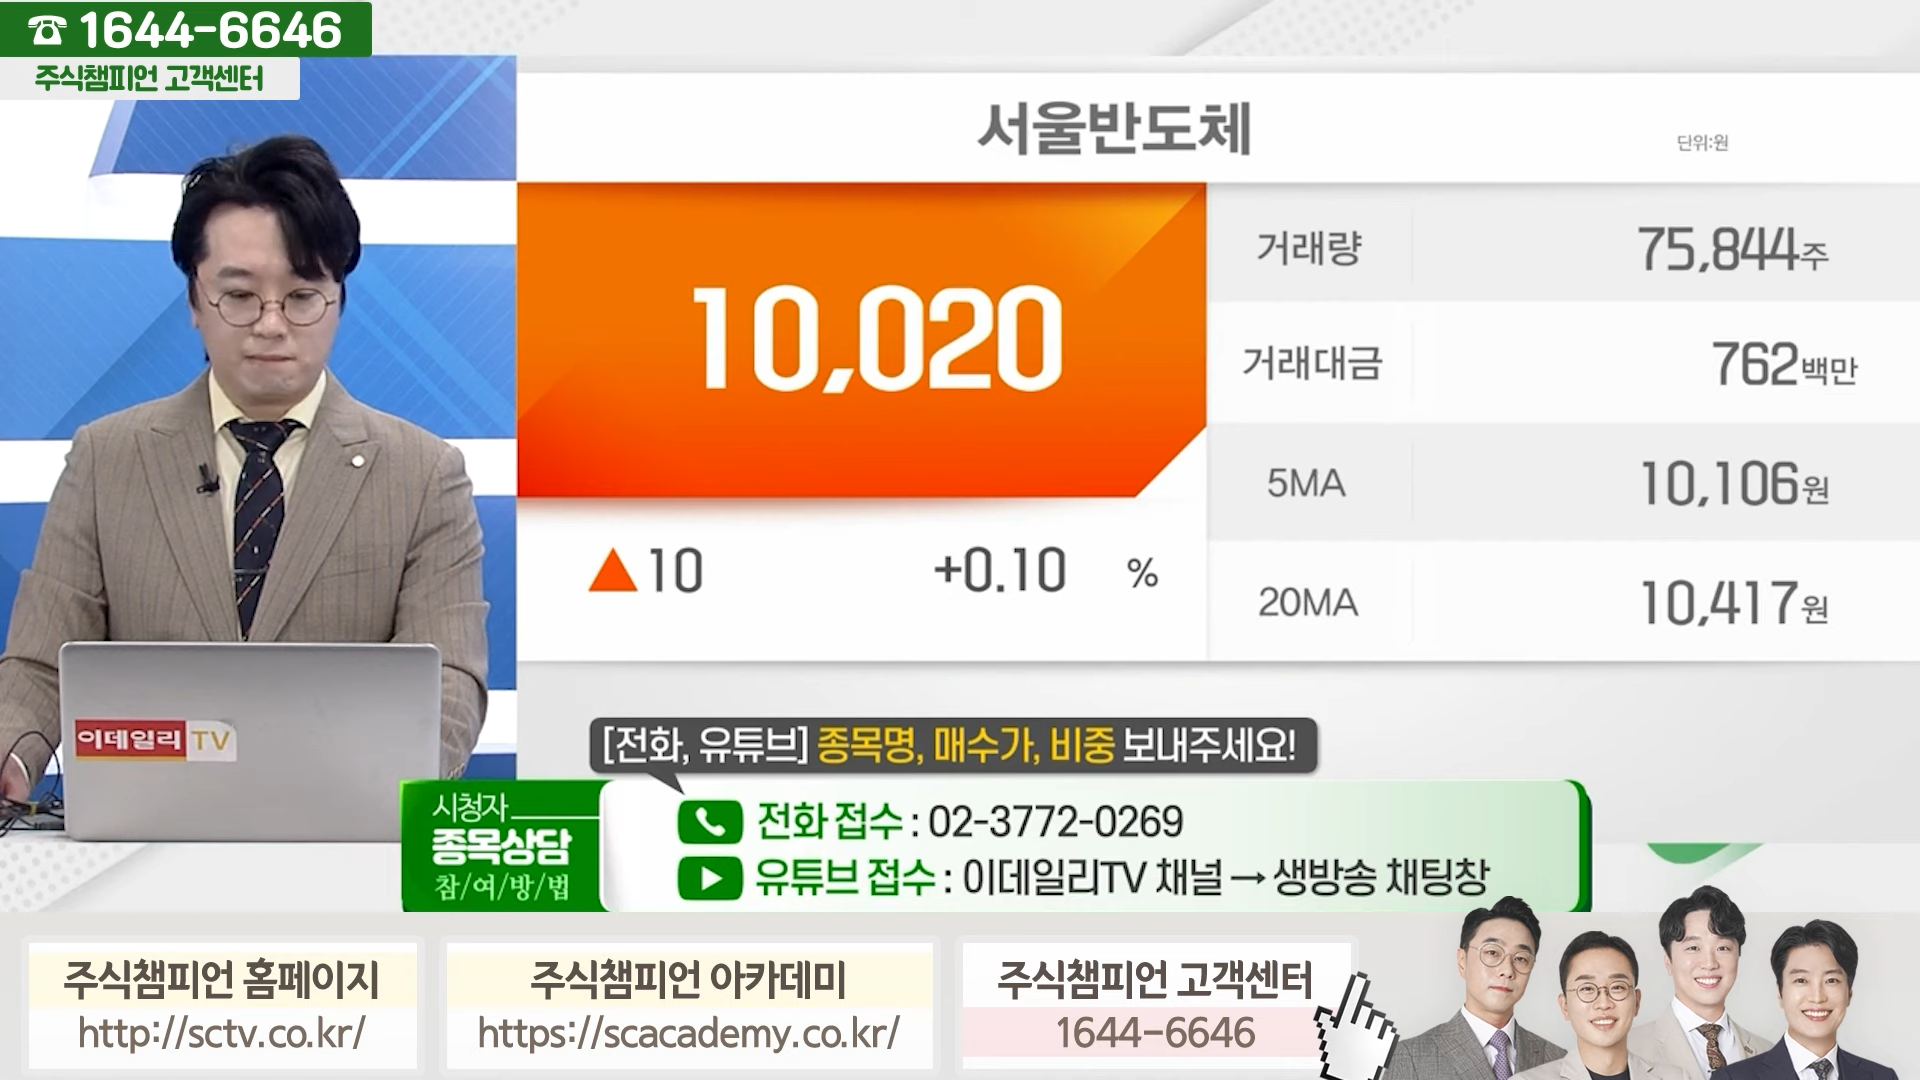 ☎ 1644-6646
주식챔피언 고객센터
서울반도체
단위:원
10,020
▲10 +0.10 %
거래량 75,844주
거래대금 762백만
5MA 10,106원
20MA 10,417원
이데일리 TV
[전화, 유튜브] 종목명, 매수가, 비중 보내주세요!
시청자
종목상담
참/여/방/법
전화 접수 : 02-3772-0269
유튜브 접수 : 이데일리TV 채널 → 생방송 채팅창
주식챔피언 홈페이지
http://sctv.co.kr/
주식챔피언 아카데미
https://scacademy.co.kr/
주식챔피언 고객센터
1644-6646